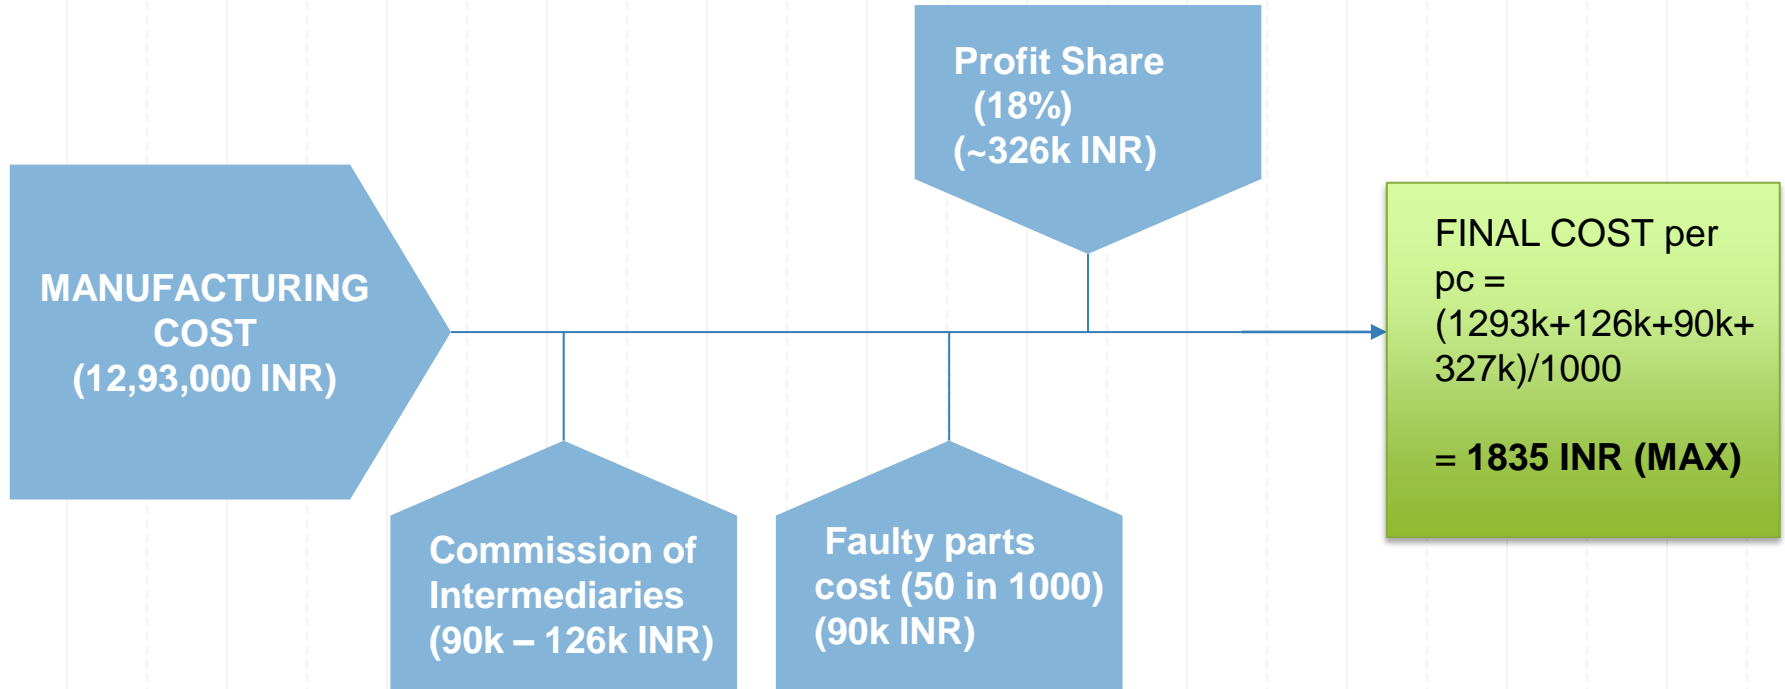 Profit Share
(18%)
(~326k INR)
MANUFACTURING
COST
(12,93,000 INR)
FINAL COST per
pc =
(1293k+126k+90k+
327k)/1000
= 1835 INR (MAX)
Commission of
Intermediaries
(90k – 126k INR)
Faulty parts
cost (50 in 1000)
(90k INR)